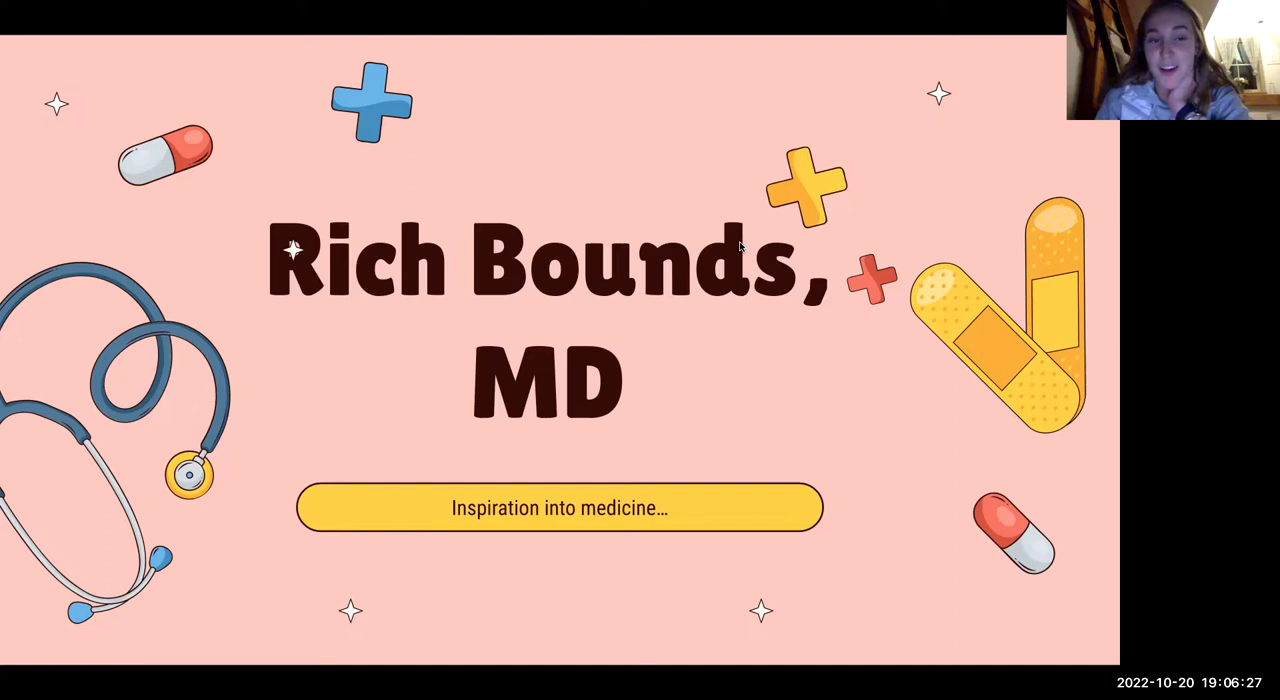 Rich Bounds,
MD
Inspiration into medicine…
2022-10-20 19:06:27